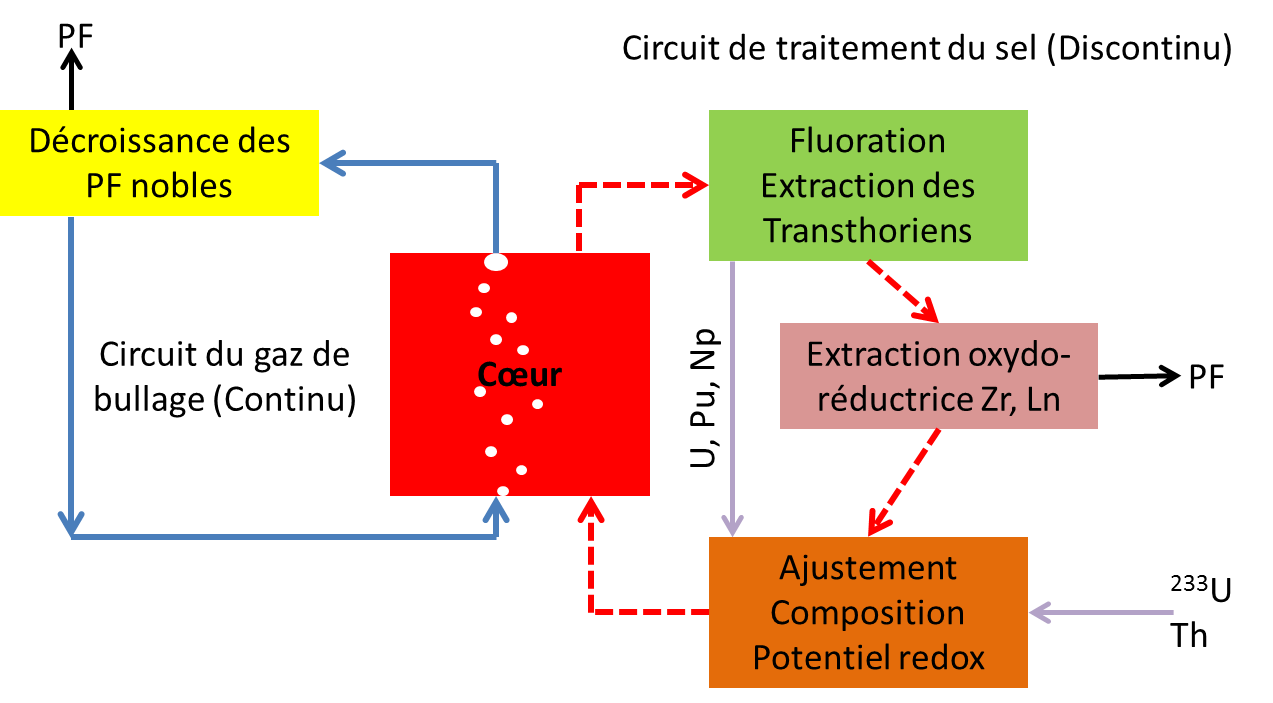 PF
Circuit de traitement du sel (Discontinu)
Décroissance des
PF nobles
Fluoration
Extraction des
Transthoriens
Circuit du gaz de
bullage (Continu)
Cœur
U, Pu, Np
Extraction oxydo-
réductrice Zr, Ln
PF
Ajustement
Composition
Potentiel redox
²³³U
Th